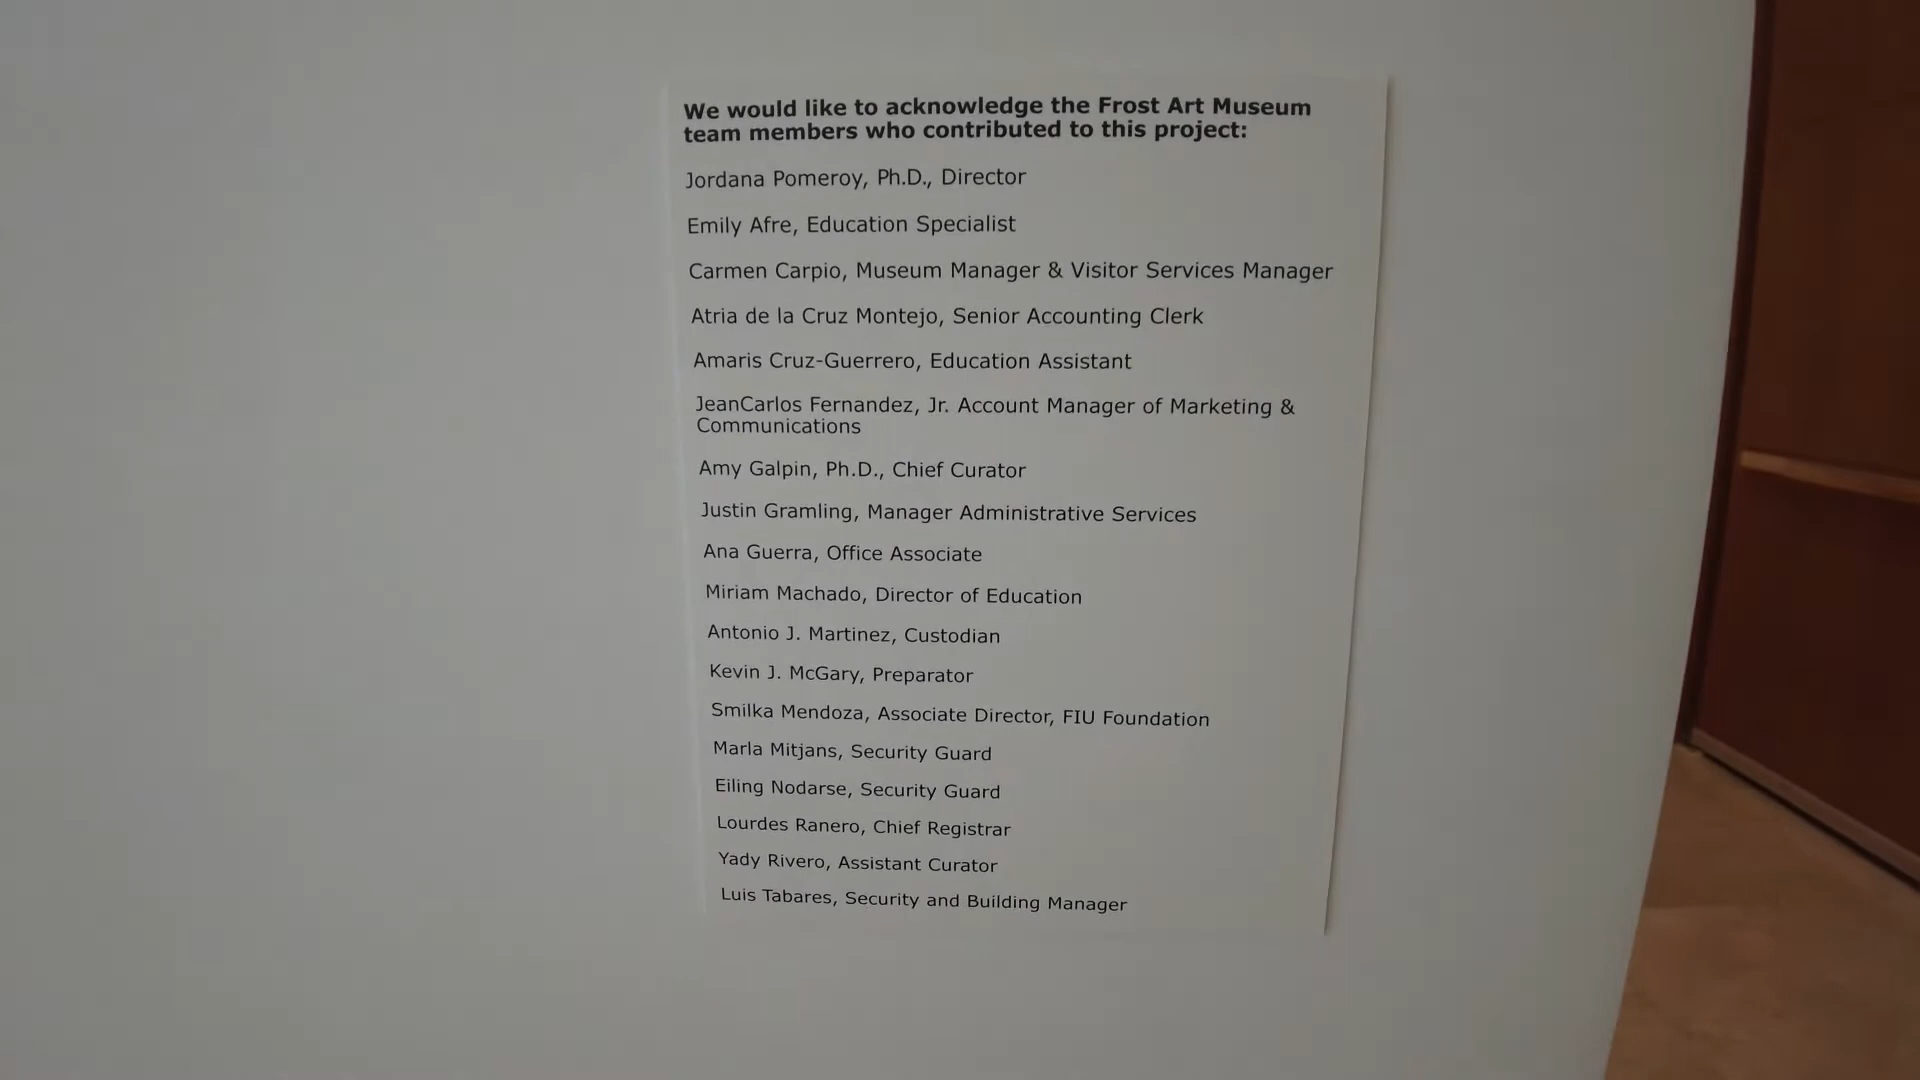 We would like to acknowledge the Frost Art Museum
team members who contributed to this project:
Jordana Pomeroy, Ph.D., Director
Emily Afre, Education Specialist
Carmen Carpio, Museum Manager & Visitor Services Manager
Atria de la Cruz Montejo, Senior Accounting Clerk
Amaris Cruz-Guerrero, Education Assistant
JeanCarlos Fernandez, Jr. Account Manager of Marketing &
Communications
Amy Galpin, Ph.D., Chief Curator
Justin Gramling, Manager Administrative Services
Ana Guerra, Office Associate
Miriam Machado, Director of Education
Antonio J. Martinez, Custodian
Kevin J. McGary, Preparator
Smilka Mendoza, Associate Director, FIU Foundation
Marla Mitjans, Security Guard
Eiling Nodarse, Security Guard
Lourdes Ranero, Chief Registrar
Yady Rivero, Assistant Curator
Luis Tabares, Security and Building Manager